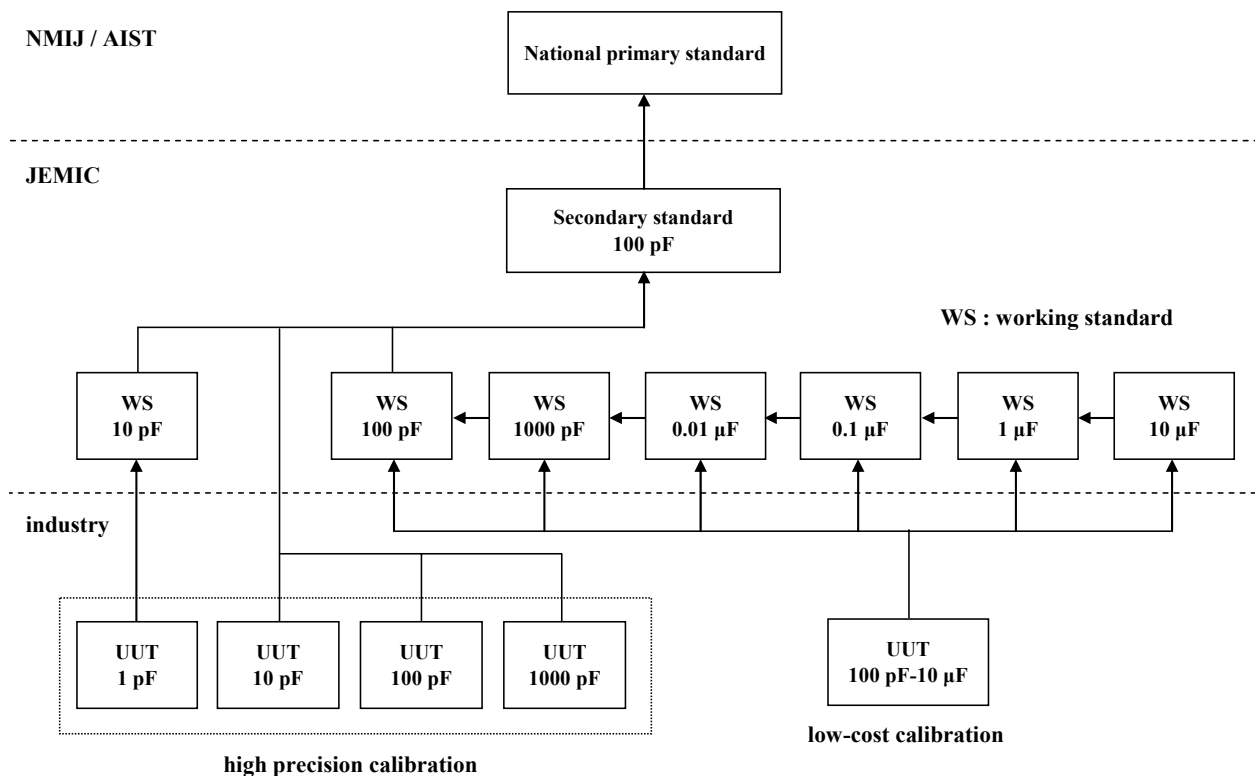 NMIJ / AIST
National primary standard
JEMIC
Secondary standard
100 pF
WS : working standard
WS
10 pF
WS
100 pF
WS
1000 pF
WS
0.01 µF
WS
0.1 µF
WS
1 µF
WS
10 µF
industry
UUT
1 pF
UUT
10 pF
UUT
100 pF
UUT
1000 pF
UUT
100 pF-10 µF
low-cost calibration
high precision calibration